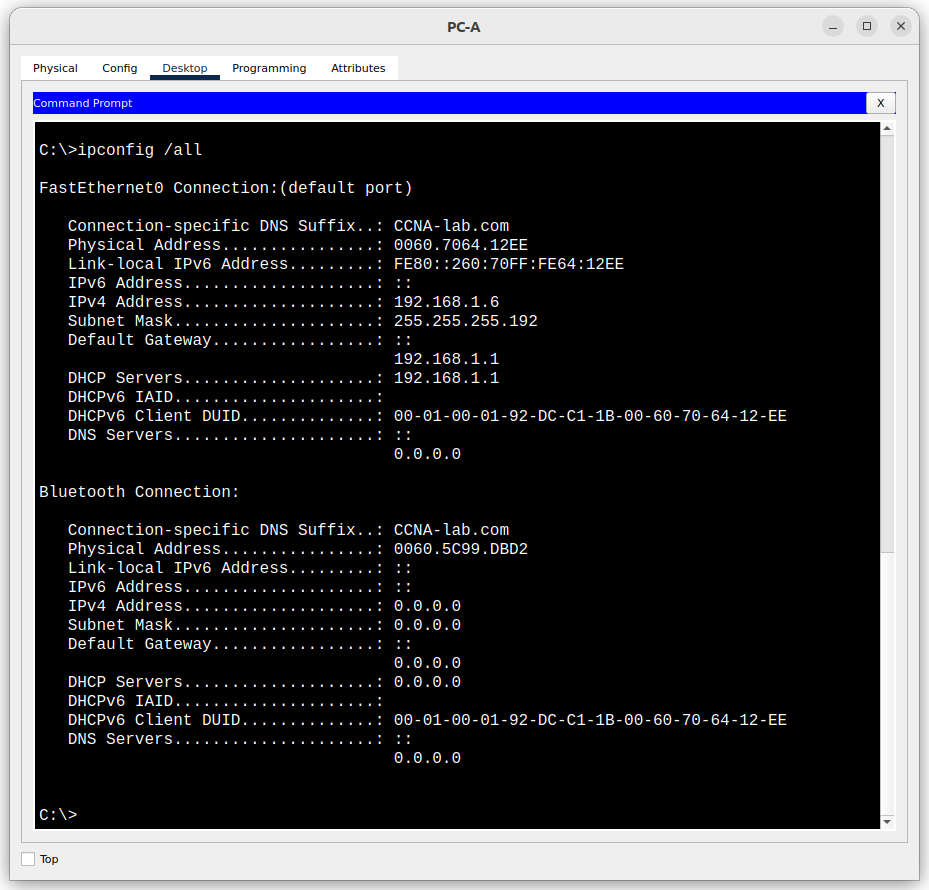 PC-A
Physical Config Desktop Programming Attributes
Command Prompt X
C:\>ipconfig /all
FastEthernet0 Connection:(default port)
Connection-specific DNS Suffix..: CCNA-lab.com
Physical Address................: 0060.7064.12EE
Link-local IPv6 Address.........: FE80::260:70FF:FE64:12EE
IPv6 Address....................: ::
IPv4 Address....................: 192.168.1.6
Subnet Mask.....................: 255.255.255.192
Default Gateway.................: ::
192.168.1.1
DHCP Servers....................: 192.168.1.1
DHCPv6 IAID.....................:
DHCPv6 Client DUID..............: 00-01-00-01-92-DC-C1-1B-00-60-70-64-12-EE
DNS Servers.....................: ::
0.0.0.0
Bluetooth Connection:
Connection-specific DNS Suffix..: CCNA-lab.com
Physical Address................: 0060.5C99.DBD2
Link-local IPv6 Address.........: ::
IPv6 Address....................: ::
IPv4 Address....................: 0.0.0.0
Subnet Mask.....................: 0.0.0.0
Default Gateway.................: ::
0.0.0.0
DHCP Servers....................: 0.0.0.0
DHCPv6 IAID.....................:
DHCPv6 Client DUID..............: 00-01-00-01-92-DC-C1-1B-00-60-70-64-12-EE
DNS Servers.....................: ::
0.0.0.0
C:\>
Top